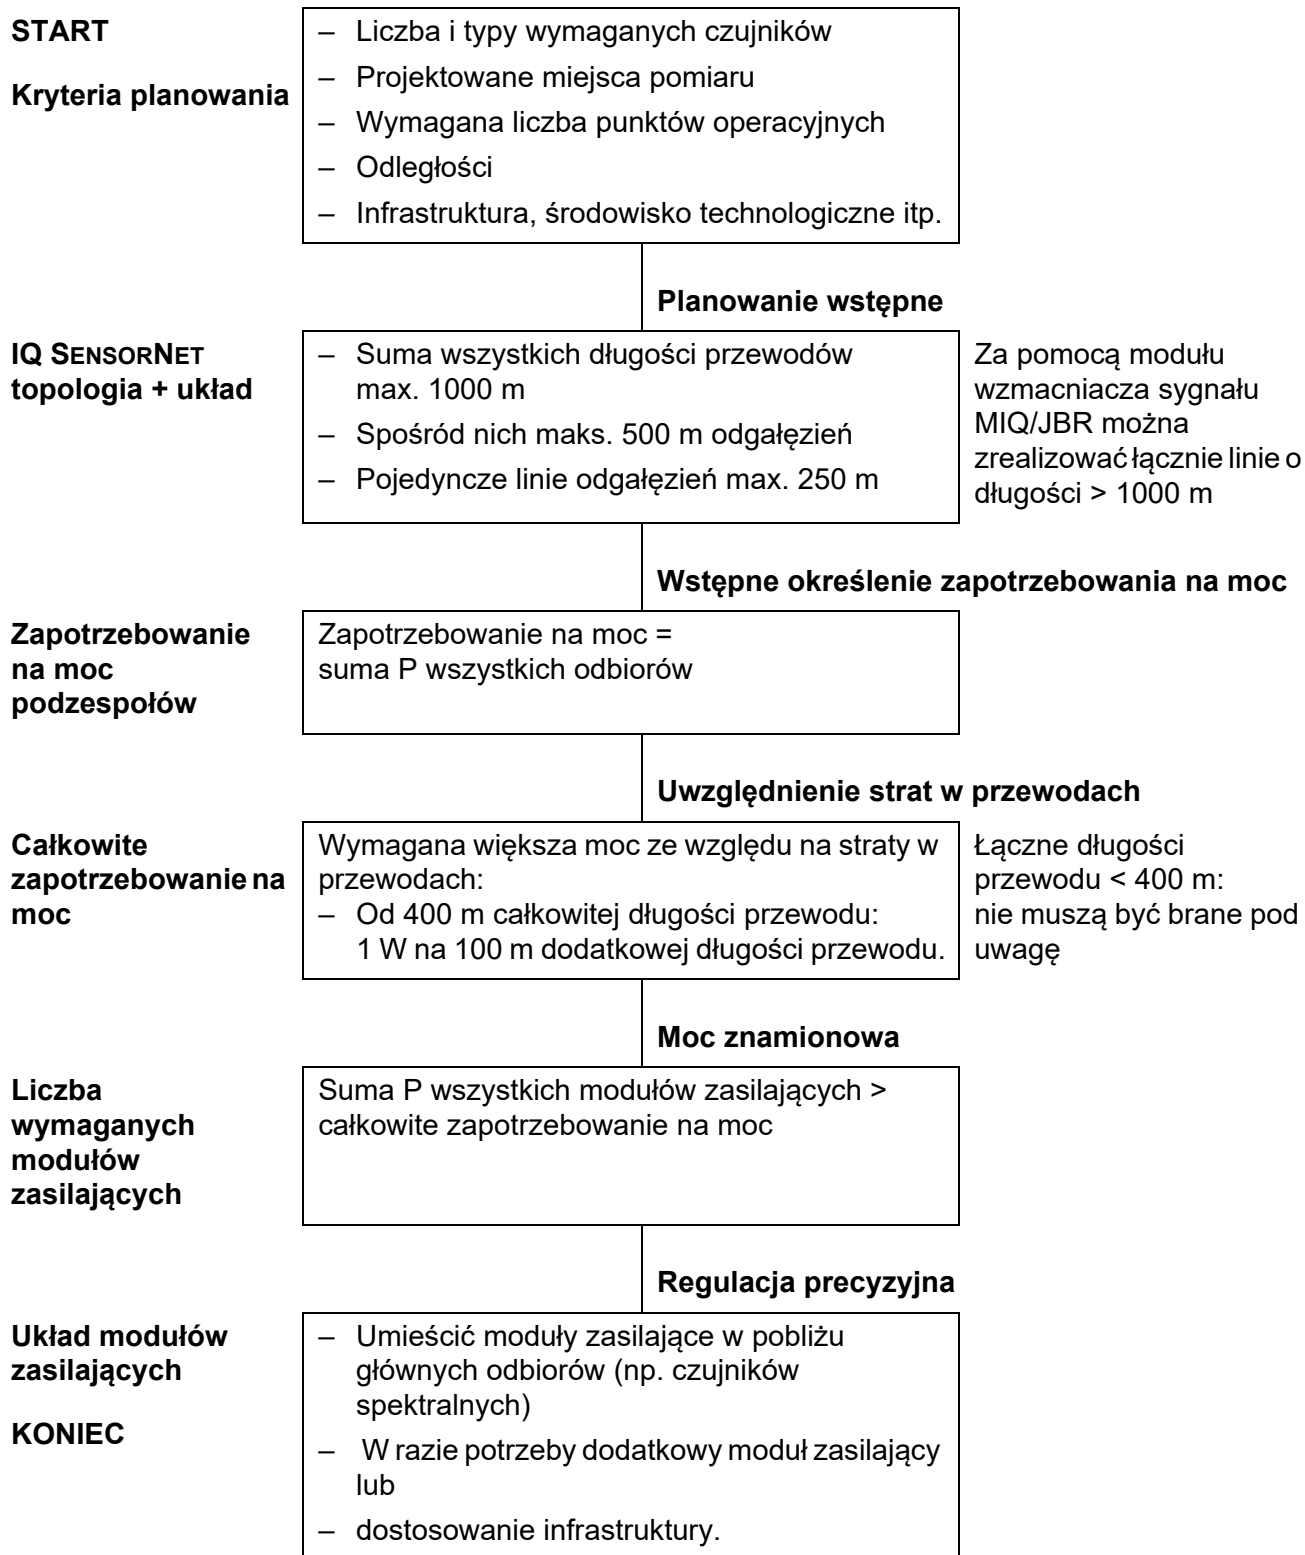 START
Kryteria planowania
– Liczba i typy wymaganych czujników
– Projektowane miejsca pomiaru
– Wymagana liczba punktów operacyjnych
– Odległości
– Infrastruktura, środowisko technologiczne itp.
Planowanie wstępne
IQ SENSORNET
topologia + układ
– Suma wszystkich długości przewodów
max. 1000 m
– Spośród nich maks. 500 m odgałęzień
– Pojedyncze linie odgałęzień max. 250 m
Za pomocą modułu
wzmacniacza sygnału
MIQ/JBR można
zrealizować łącznie linie o
długości > 1000 m
Wstępne określenie zapotrzebowania na moc
Zapotrzebowanie
na moc
podzespołów
Zapotrzebowanie na moc =
suma P wszystkich odbiorów
Uwzględnienie strat w przewodach
Całkowite
zapotrzebowanie na
moc
Wymagana większa moc ze względu na straty w
przewodach:
– Od 400 m całkowitej długości przewodu:
1 W na 100 m dodatkowej długości przewodu.
Łączne długości
przewodu < 400 m:
nie muszą być brane pod
uwagę
Moc znamionowa
Liczba
wymaganych
modułów
zasilających
Suma P wszystkich modułów zasilających >
całkowite zapotrzebowanie na moc
Regulacja precyzyjna
Układ modułów
zasilających
KONIEC
– Umieścić moduły zasilające w pobliżu
głównych odbiorów (np. czujników
spektralnych)
– W razie potrzeby dodatkowy moduł zasilający
lub
– dostosowanie infrastruktury.